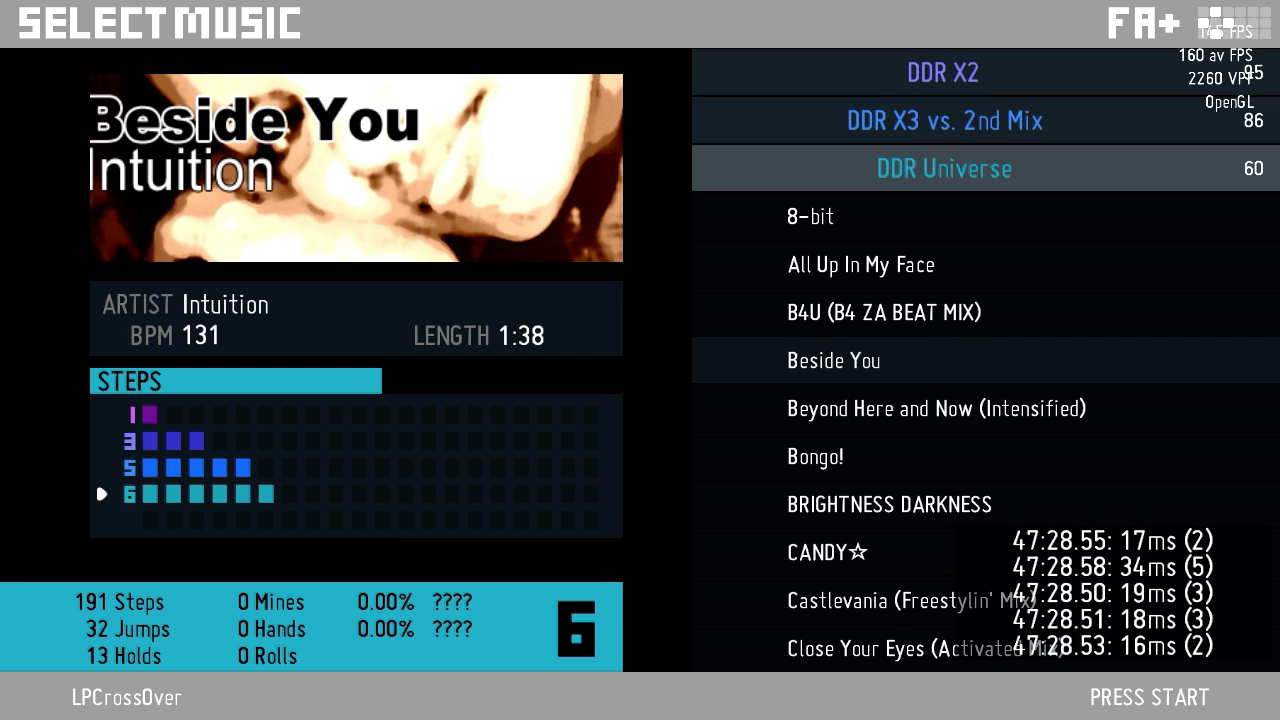 SELECT MUSIC
FA+
145 FPS
160 av FPS
2260 VPF
OpenGL
DDR X2 95
DDR X3 vs. 2nd Mix 86
DDR Universe 60
Beside You
Intuition
ARTIST Intuition
BPM 131 LENGTH 1:38
STEPS
1
3
5
6
191 Steps 0 Mines 0.00% ????
32 Jumps 0 Hands 0.00% ????
13 Holds 0 Rolls
6
8-bit
All Up In My Face
B4U (B4 ZA BEAT MIX)
Beside You
Beyond Here and Now (Intensified)
Bongo!
BRIGHTNESS DARKNESS
CANDY☆
Castlevania (Freestylin' Mix)
Close Your Eyes (Activated Mix)
47:28.55: 17ms (2)
47:28.58: 34ms (5)
47:28.50: 19ms (3)
47:28.51: 18ms (3)
47:28.53: 16ms (2)
LPCrossOver
PRESS START